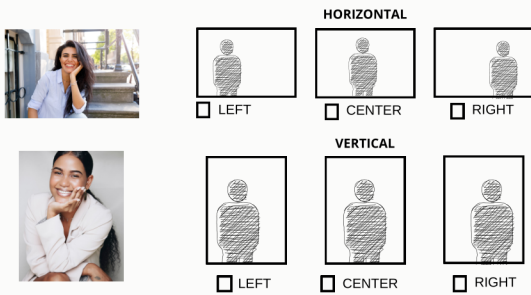 HORIZONTAL
LEFT
CENTER
RIGHT
VERTICAL
LEFT
CENTER
RIGHT